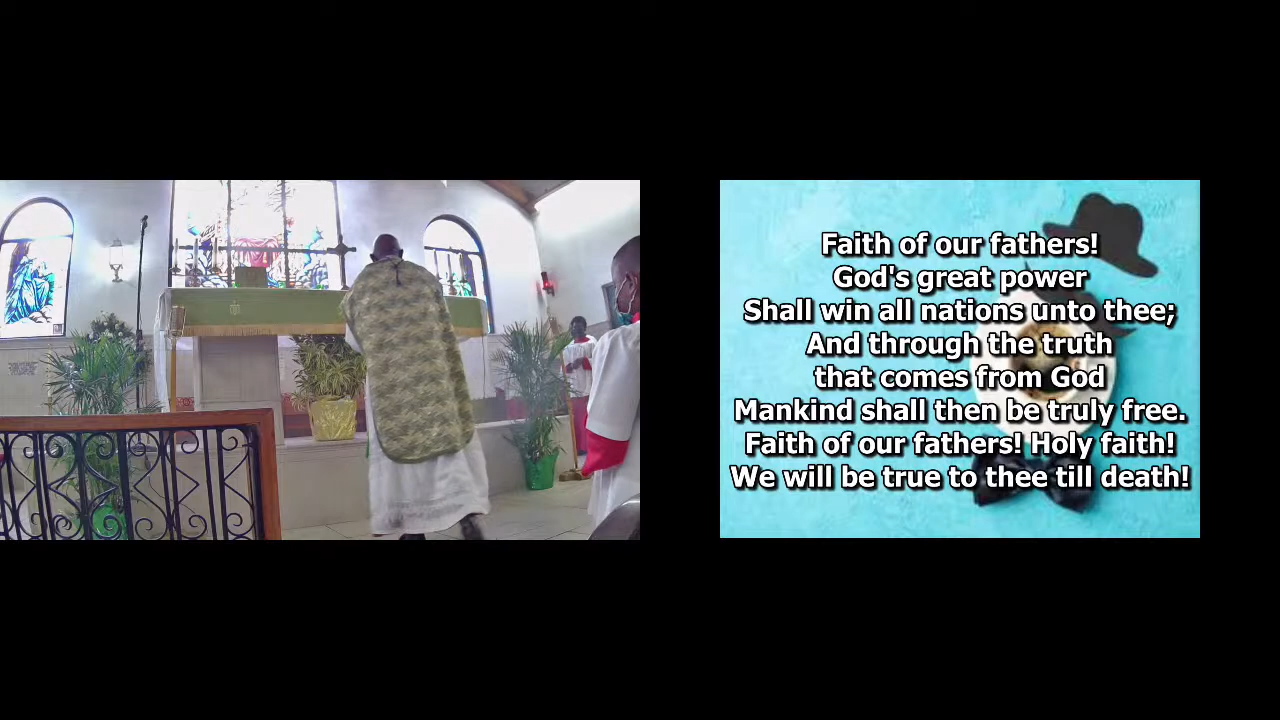 Faith of our fathers!
God's great power
Shall win all nations unto thee;
And through the truth
that comes from God
Mankind shall then be truly free.
Faith of our fathers! Holy faith!
We will be true to thee till death!